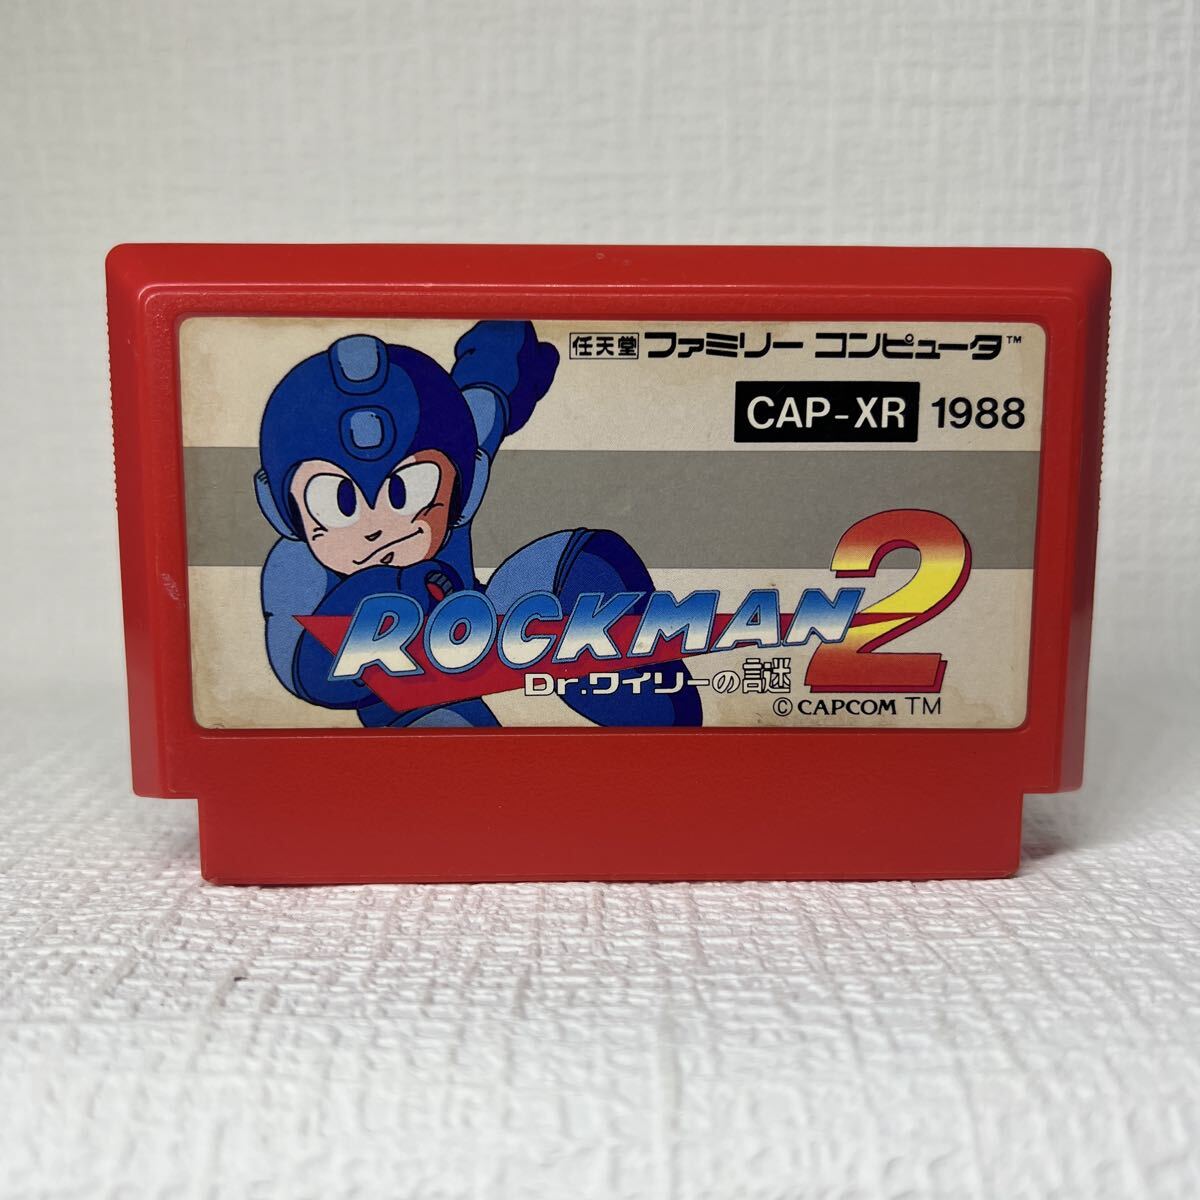 任天堂 ファミリー コンピュータ™
CAP-XR 1988
ROCKMAN 2
Dr.ワイリーの謎
© CAPCOM TM